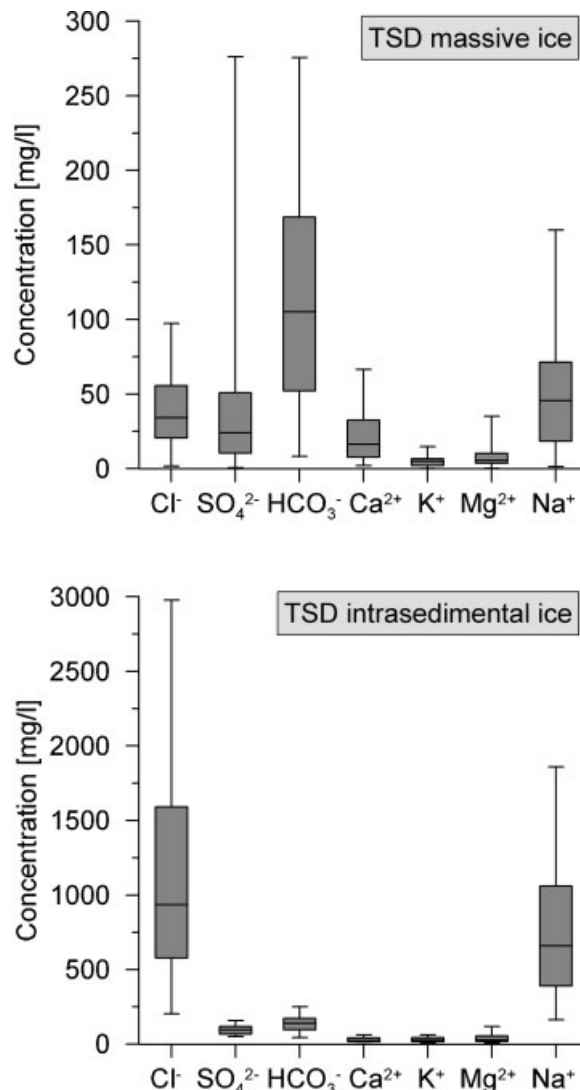 TSD massive ice
Concentration [mg/l]
300
250
200
150
100
50
0
Cl⁻ SO₄²⁻ HCO₃⁻ Ca²⁺ K⁺ Mg²⁺ Na⁺
TSD intrasedimental ice
Concentration [mg/l]
3000
2500
2000
1500
1000
500
0
Cl⁻ SO₄²⁻ HCO₃⁻ Ca²⁺ K⁺ Mg²⁺ Na⁺